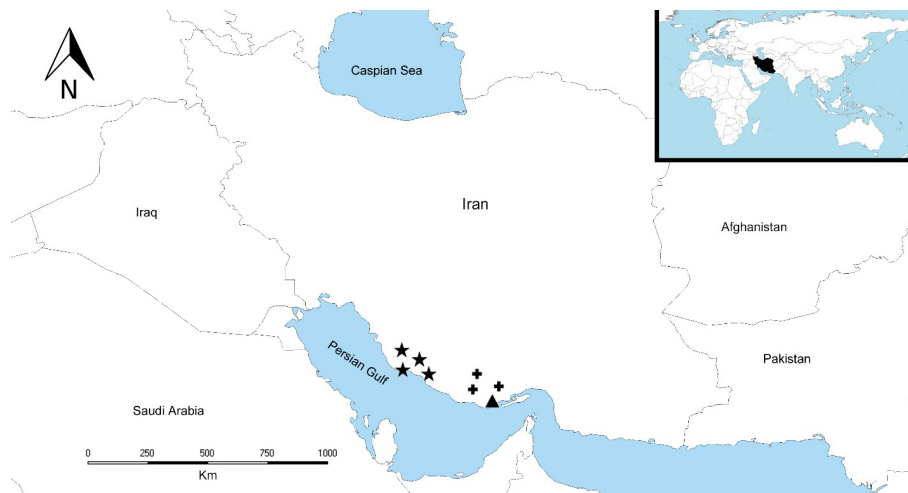 N
Caspian Sea
Iraq
Iran
Afghanistan
Persian Gulf
Pakistan
Saudi Arabia
0 250 500 750 1000
Km